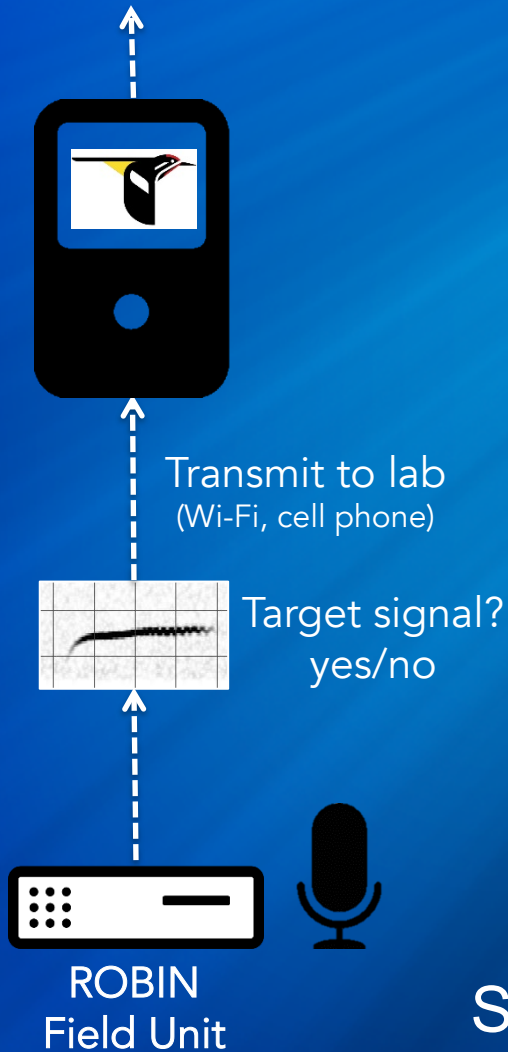 Transmit to lab
(Wi-Fi, cell phone)
Target signal?
yes/no
ROBIN
Field Unit
S